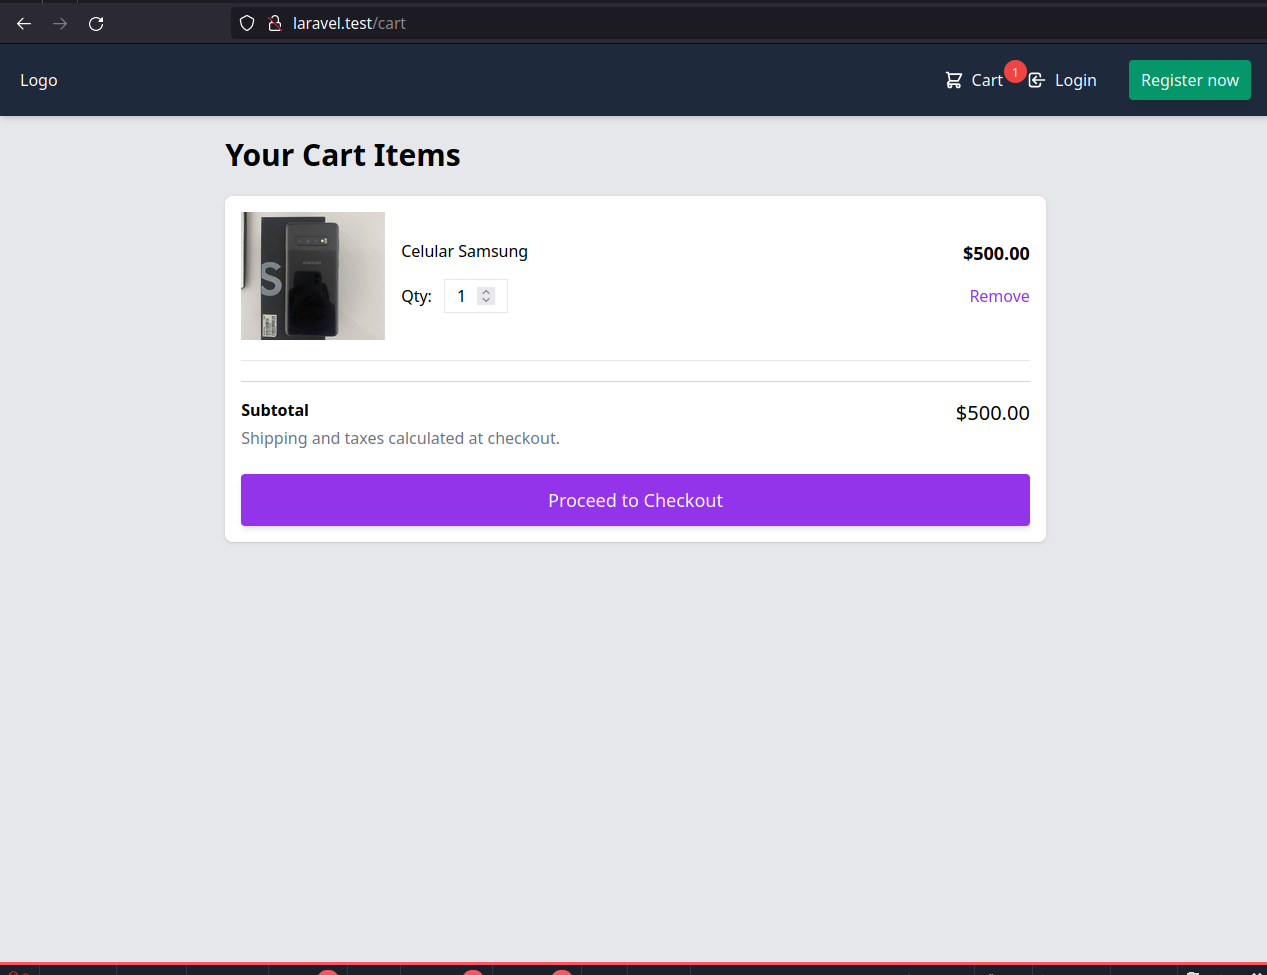 laravel.test/cart
Logo
Cart
1
Login
Register now
Your Cart Items
S
SAMSUNG
Celular Samsung
$500.00
Qty: 1
Remove
Subtotal
$500.00
Shipping and taxes calculated at checkout.
Proceed to Checkout